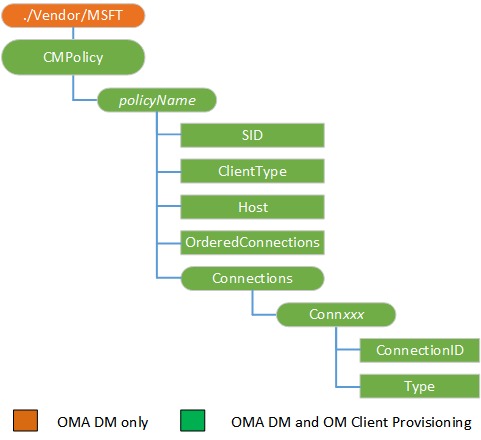 ./Vendor/MSFT
CMPolicy
policyName
SID
ClientType
Host
OrderedConnections
Connections
Connxxx
ConnectionID
Type
OMA DM only
OMA DM and OM Client Provisioning